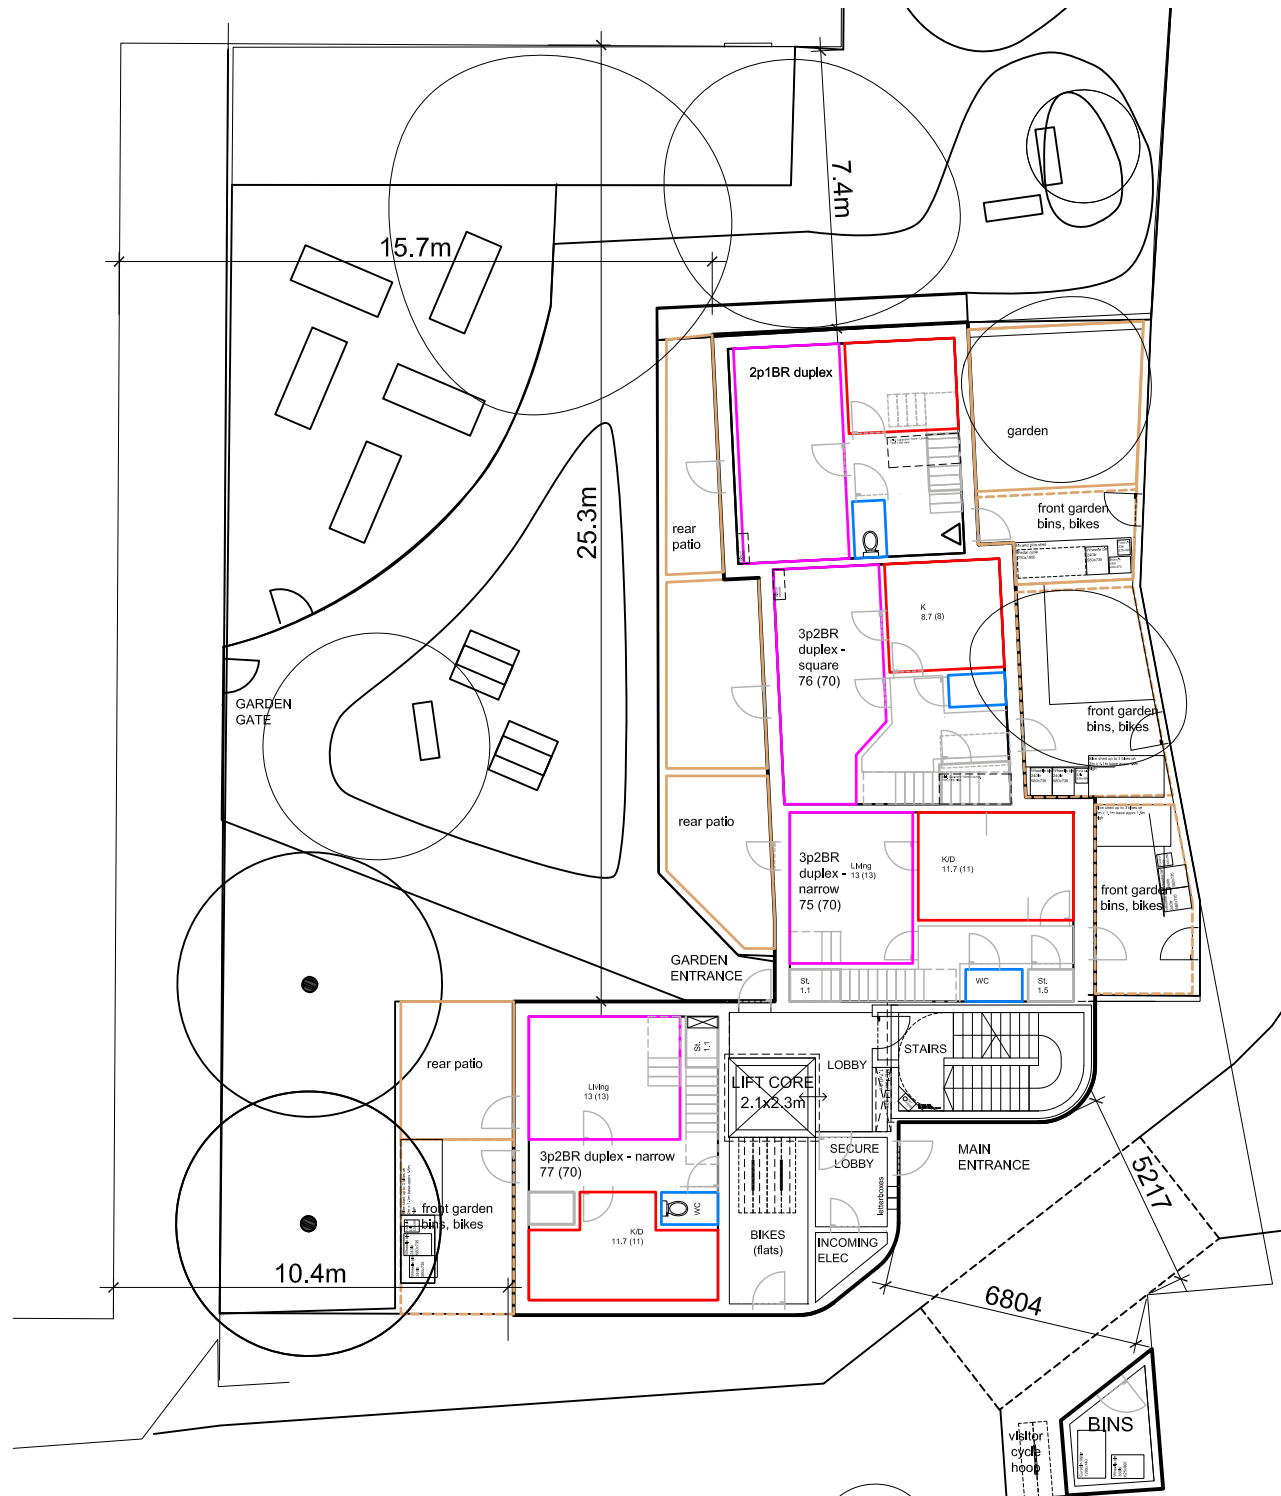 7.4m
15.7m
2p1BR duplex
garden
25.3m
rear
patio
front garden
bins, bikes
K
8.7 (8)
3p2BR
duplex -
square
76 (70)
GARDEN
GATE
front garden
bins, bikes
rear patio
3p2BR
duplex -
narrow
75 (70)
Living
13 (13)
K/D
11.7 (11)
front garden
bins, bikes
GARDEN
ENTRANCE
St.
1.1
WC
St.
1.5
rear patio
St.
1.1
LOBBY
STAIRS
LIFT CORE
2.1x2.3m
Living
13 (13)
3p2BR duplex - narrow
77 (70)
SECURE
LOBBY
MAIN
ENTRANCE
5217
letterboxes
WC
front garden
bins, bikes
K/D
11.7 (11)
BIKES
(flats)
INCOMING
ELEC
10.4m
6804
BINS
visitor
cycle
hoop